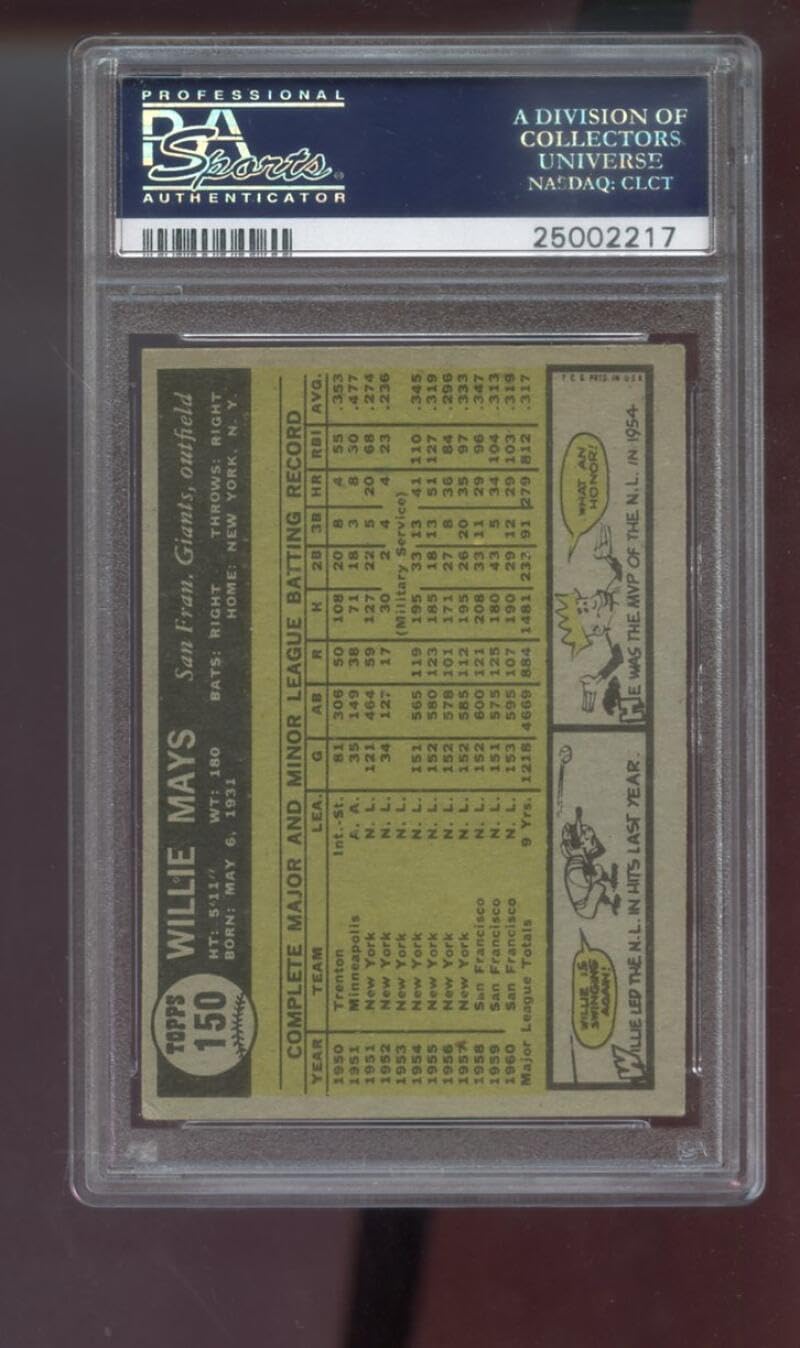 PROFESSIONAL
PSA
Sports
AUTHENTICATOR
A DIVISION OF
COLLECTORS
UNIVERSE
NASDAQ: CLCT
25002217
TOPPS
150
WILLIE MAYS San Fran. Giants, outfield
HT: 5'11" WT: 180 BATS: RIGHT THROWS: RIGHT
BORN: MAY 6, 1931 HOME: NEW YORK, N. Y.
COMPLETE MAJOR AND MINOR LEAGUE BATTING RECORD
YEAR TEAM LEA. G AB R H 2B 3B HR RBI AVG.
1950 Trenton Int.-St. 81 306 50 108 20 8 4 55 .353
1951 Minneapolis A. A. 35 149 38 71 18 3 8 30 .477
1951 New York N. L. 121 464 59 127 22 5 20 68 .274
1952 New York N. L. 34 127 17 30 2 4 4 23 .236
1953 New York N. L. (Military Service)
1954 New York N. L. 151 565 119 195 33 13 41 110 .345
1955 New York N. L. 152 580 123 185 18 13 51 127 .319
1956 New York N. L. 152 578 101 171 27 8 36 84 .296
1957 New York N. L. 152 585 112 195 26 20 35 97 .333
1958 San Francisco N. L. 152 600 121 208 33 11 29 96 .347
1959 San Francisco N. L. 151 575 125 180 43 5 34 104 .313
1960 San Francisco N. L. 153 595 107 190 29 12 29 103 .319
Major League Totals 9 Yrs. 1218 4669 884 1481 233 91 279 812 .317
WILLIE IS
SWINGING
AGAIN!
WILLIE LED THE N.L. IN HITS LAST YEAR.
WHAT AN
HONOR!
HE WAS THE MVP OF THE N.L. IN 1954.
T.C.G. PRTD. IN U.S.A.